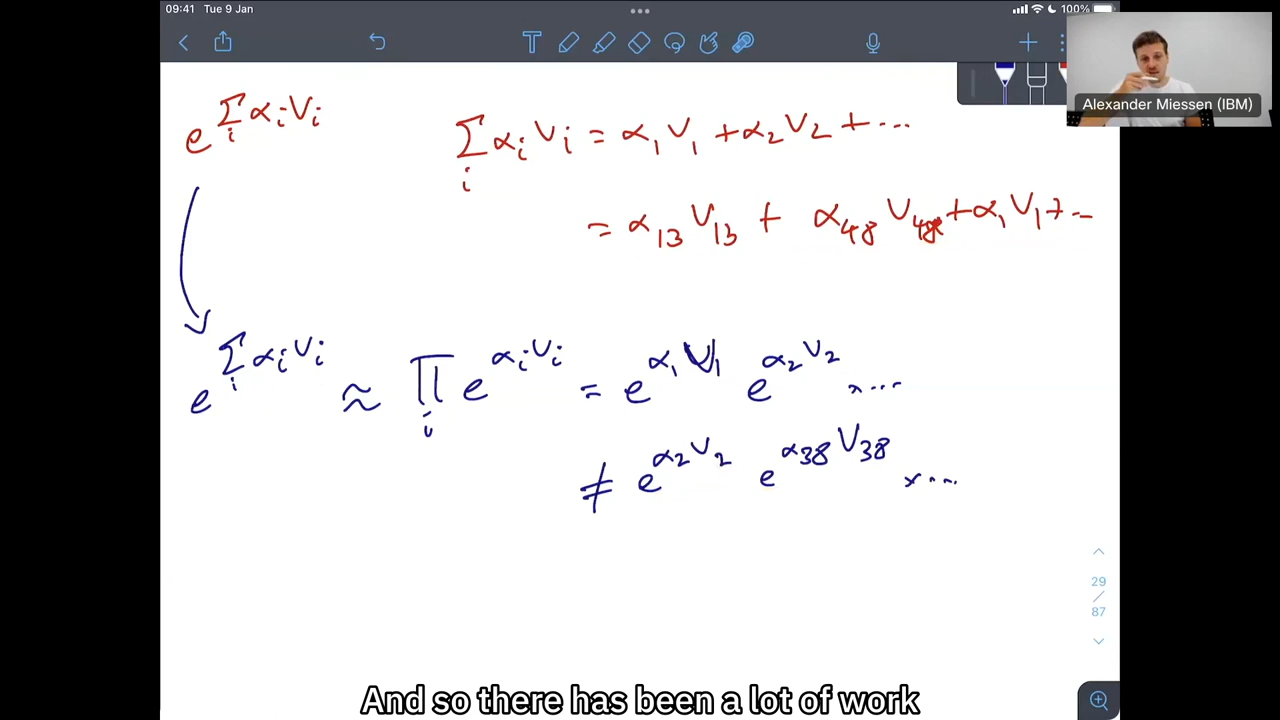 09:41 Tue 9 Jan
100%
Alexander Miessen (IBM)
e^{Σ_i α_i V_i}
Σ_i α_i V_i = α_1 V_1 + α_2 V_2 + ...
= α_13 V_13 + α_48 V_48 + α_1 V_1 + ...
e^{Σ_i α_i V_i} ≈ ∏_i e^{α_i V_i} = e^{α_1 V_1} e^{α_2 V_2} × ...
≠ e^{α_2 V_2} e^{α_38 V_38} × ...
29
/
87
And so there has been a lot of work